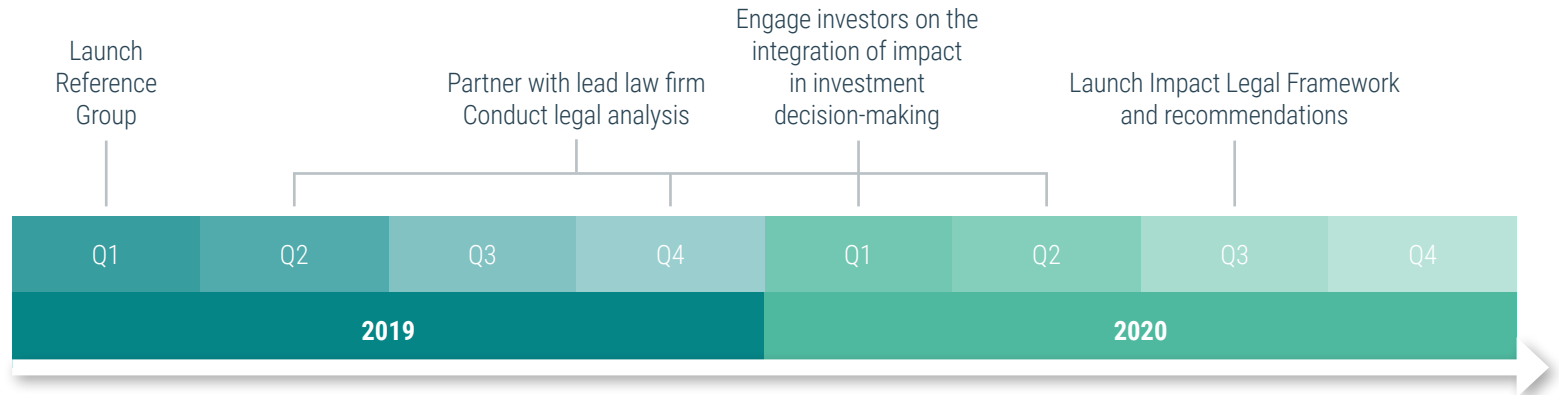 Launch
Reference
Group
Partner with lead law firm
Conduct legal analysis
Engage investors on the
integration of impact
in investment
decision-making
Launch Impact Legal Framework
and recommendations
Q1
Q2
Q3
Q4
Q1
Q2
Q3
Q4
2019
2020